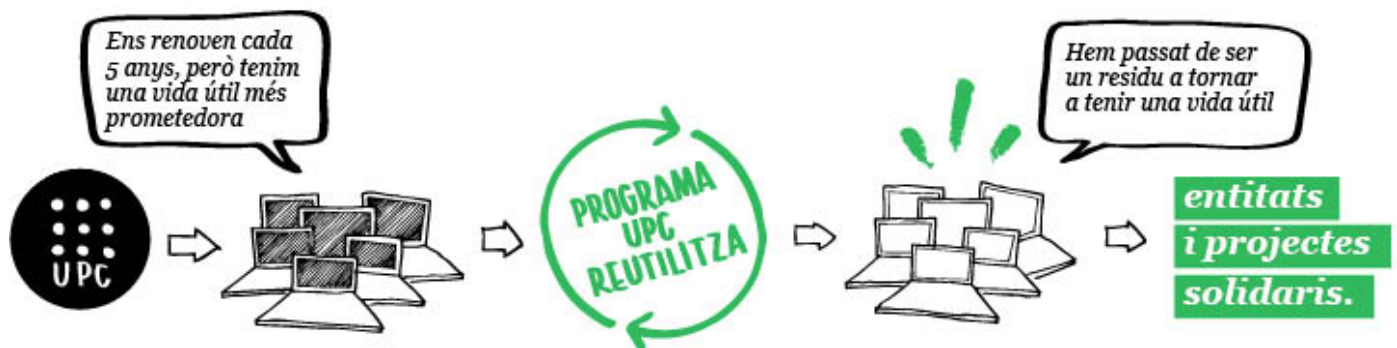 Ens renoven cada
5 anys, però tenim
una vida útil més
prometedora
UPC
PROGRAMA
UPC
REUTILITZA
Hem passat de ser
un residu a tornar
a tenir una vida útil
entitats
i projectes
solidaris.